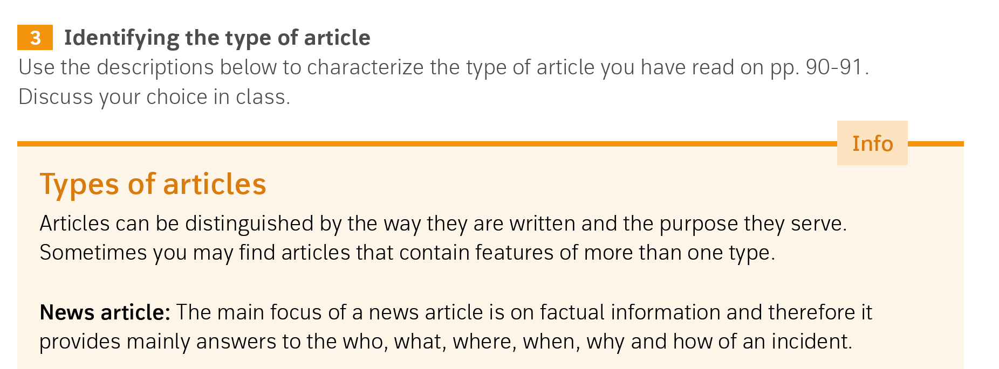 3 Identifying the type of article
Use the descriptions below to characterize the type of article you have read on pp. 90-91.
Discuss your choice in class.
Info
Types of articles
Articles can be distinguished by the way they are written and the purpose they serve.
Sometimes you may find articles that contain features of more than one type.
News article: The main focus of a news article is on factual information and therefore it
provides mainly answers to the who, what, where, when, why and how of an incident.